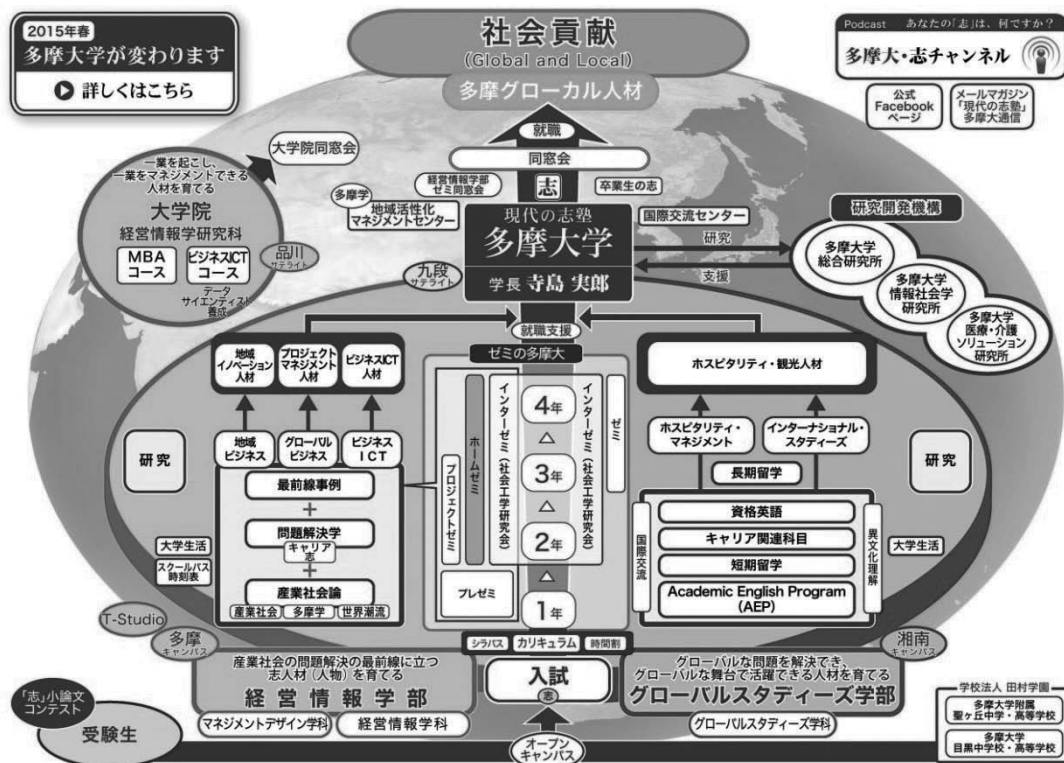 2015年春
多摩大学が変わります
詳しくはこちら
社会貢献
(Global and Local)
多摩グローカル人材
Podcast あなたの「志」は、何ですか?
多摩大・志チャンネル
公式
Facebook
ページ
メールマガジン
「現代の志塾」
多摩大通信
就職
同窓会
大学院同窓会
一業を起こし、
一業をマネジメントできる
人材を育てる
大学院
経営情報学研究科
MBA
コース
ビジネスICT
コース
データ
サイエンティスト
養成
品川
サテライト
経営情報学部
ゼミ同窓会
志
卒業生の志
多摩学
地域活性化
マネジメントセンター
現代の志塾
多摩大学
学長 寺島 実郎
九段
サテライト
国際交流センター
研究
支援
研究開発機構
多摩大学
総合研究所
多摩大学
情報社会学
研究所
多摩大学
医療・介護
ソリューション
研究所
就職支援
ゼミの多摩大
地域
イノベーション
人材
プロジェクト
マネジメント
人材
ビジネスICT
人材
地域
ビジネス
グローバル
ビジネス
ビジネス
ICT
研究
最前線事例
+
問題解決学
キャリア
志
+
産業社会論
産業社会
多摩学
世界潮流
大学生活
スクールバス
時刻表
プロジェクトゼミ
ホームゼミ
インターゼミ(社会工学研究会)
プレゼミ
4年
3年
2年
1年
インターゼミ(社会工学研究会)
ゼミ
ホスピタリティ・観光人材
ホスピタリティ・
マネジメント
インターナショナル・
スタディーズ
長期留学
国際交流
資格英語
キャリア関連科目
短期留学
Academic English Program
(AEP)
異文化理解
研究
大学生活
T-Studio
多摩
キャンパス
湘南
キャンパス
シラバス
カリキュラム
時間割
産業社会の問題解決の最前線に立つ
志人材(人物)を育てる
経営情報学部
マネジメントデザイン学科
経営情報学科
入試
志
グローバルな問題を解決でき、
グローバルな舞台で活躍できる人材を育てる
グローバルスタディーズ学部
グローバルスタディーズ学科
「志」小論文
コンテスト
受験生
オープン
キャンパス
学校法人 田村学園
多摩大学附属
聖ヶ丘中学・高等学校
多摩大学
目黒中学校・高等学校